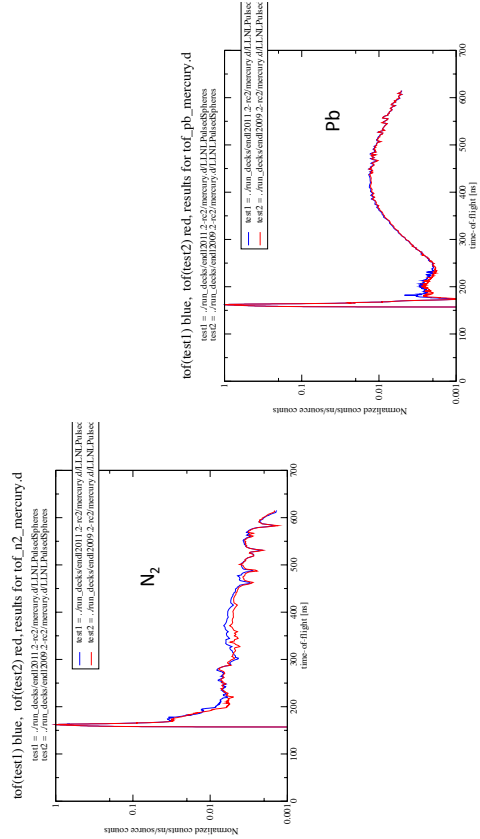 tof(test1) blue, tof(test2) red,results for tof_n2_mercury.d
test1 = ../run_decks/endl2011.2-rc2/mercury.d/LLNLPulsedSpheres
test2 = ../run_decks/endl2009.2-rc2/mercury.d/LLNLPulsedSpheres
test1 = ../run_decks/endl2011.2-rc2/mercury.d/LLNLPulsec
test2 = ../run_decks/endl2009.2-rc2/mercury.d/LLNLPulsec
N2
1
0.1
0.01
0.001
Normalized counts/ns/source counts
0
100
200
300
400
500
600
700
time-of-flight [ns]
tof(test1) blue, tof(test2) red, results for tof_pb_mercury.d
test1 = ../run_decks/endl2011.2-rc2/mercury.d/LLNLPulsedSpheres
test2 = ../run_decks/endl2009.2-rc2/mercury.d/LLNLPulsedSpheres
test1 = ../run_decks/endl2011.2-rc2/mercury.d/LLNLPulsec
test2 = ../run_decks/endl2009.2-rc2/mercury.d/LLNLPulsec
Pb
1
0.1
0.01
0.001
Normalized counts/ns/source counts
0
100
200
300
400
500
600
700
time-of-flight [ns]